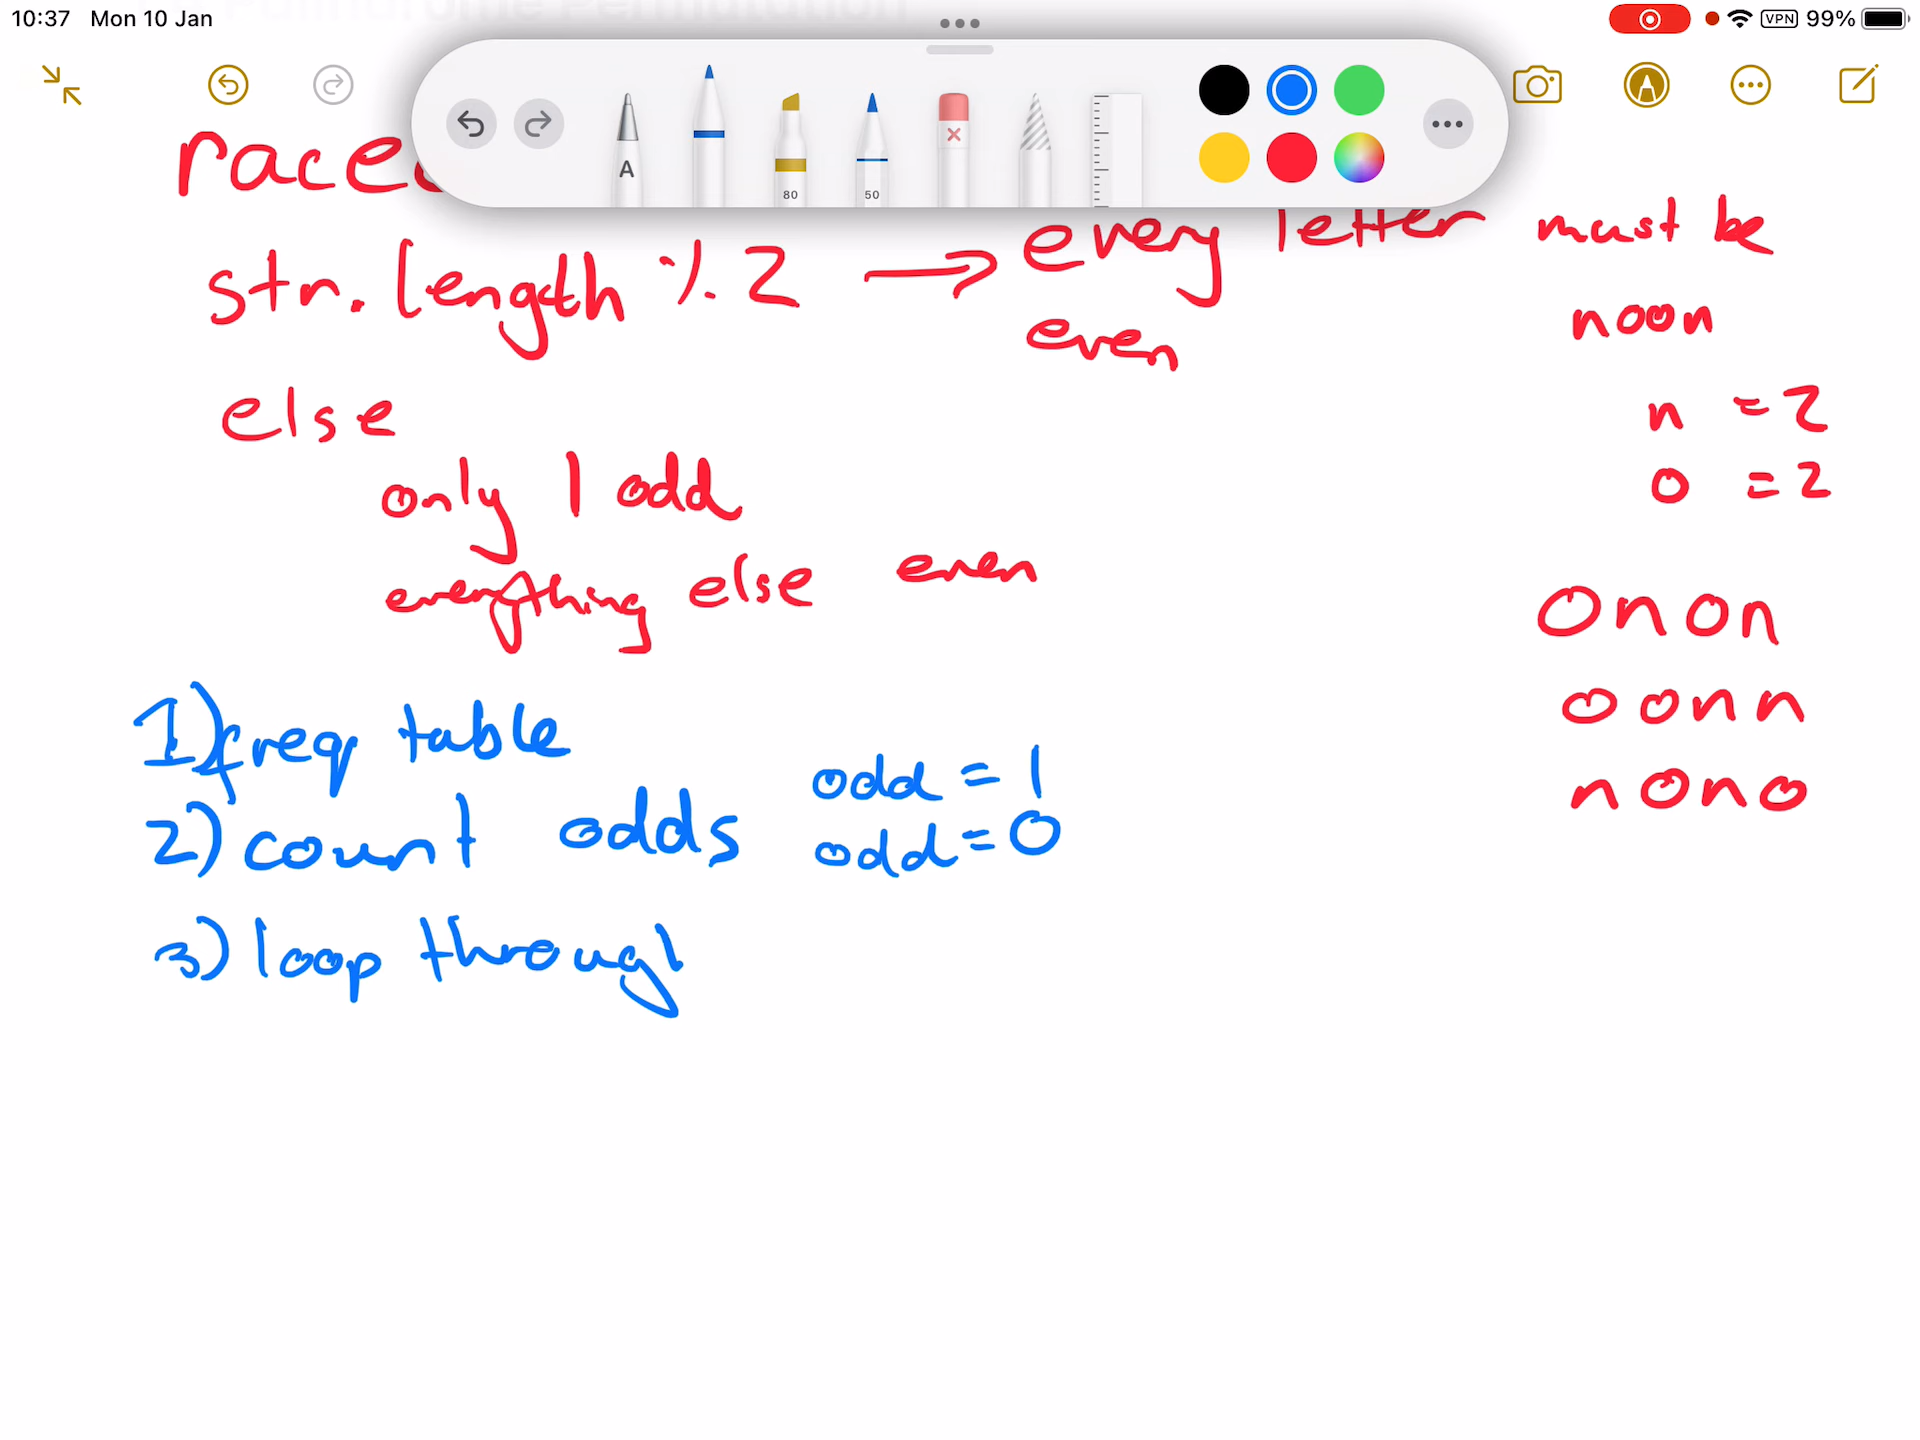 10:37 Mon 10 Jan
VPN 99%
A
80
50
race
str.length % 2 → every letter must be
even
noon
else
n = 2
only 1 odd
o = 2
everything else even
onon
oonn
nono
1) freq table
odd = 1
2) count odds
odd = 0
3) loop through